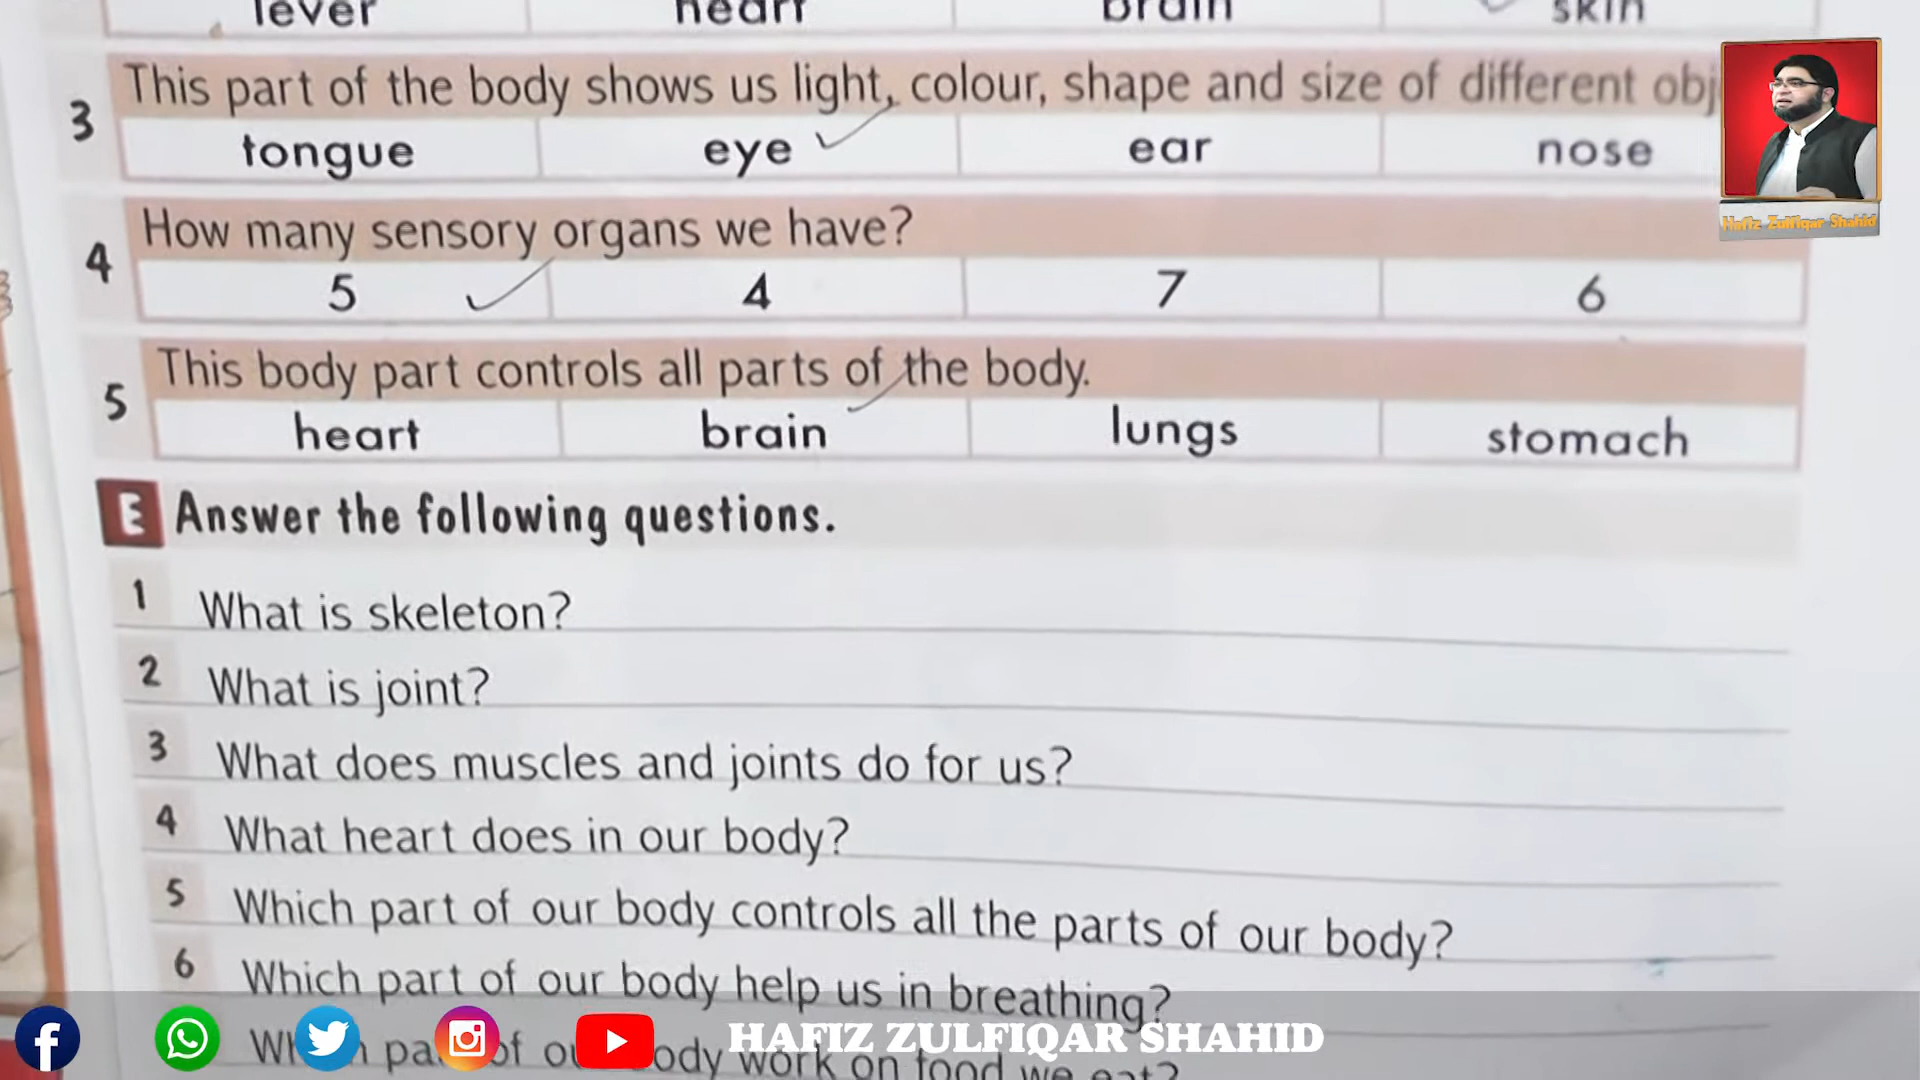 lever heart brain skin
3 This part of the body shows us light, colour, shape and size of different obj
tongue eye ear nose
Hafiz Zulfiqar Shahid
4 How many sensory organs we have?
5 4 7 6
5 This body part controls all parts of the body.
heart brain lungs stomach
E Answer the following questions.
1 What is skeleton?
2 What is joint?
3 What does muscles and joints do for us?
4 What heart does in our body?
5 Which part of our body controls all the parts of our body?
6 Which part of our body help us in breathing?
HAFIZ ZULFIQAR SHAHID
of body work on food we eat?